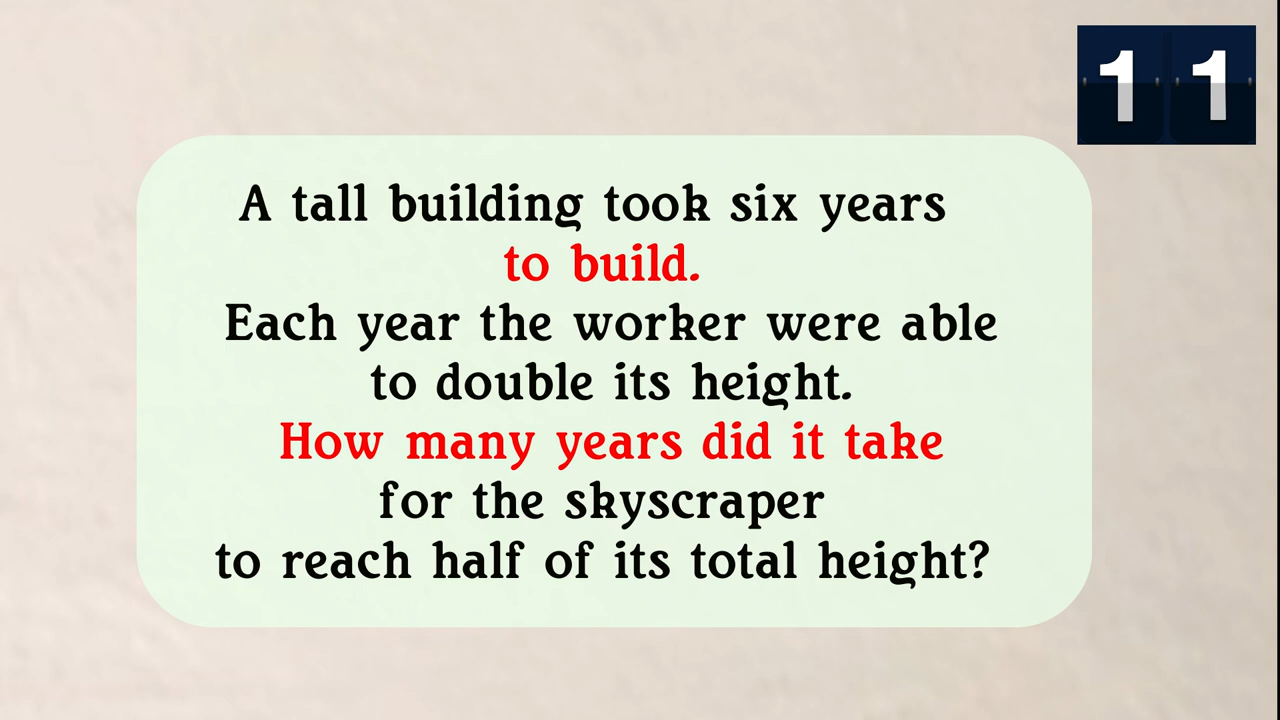 11
A tall building took six years
to build.
Each year the worker were able
to double its height.
How many years did it take
for the skyscraper
to reach half of its total height?